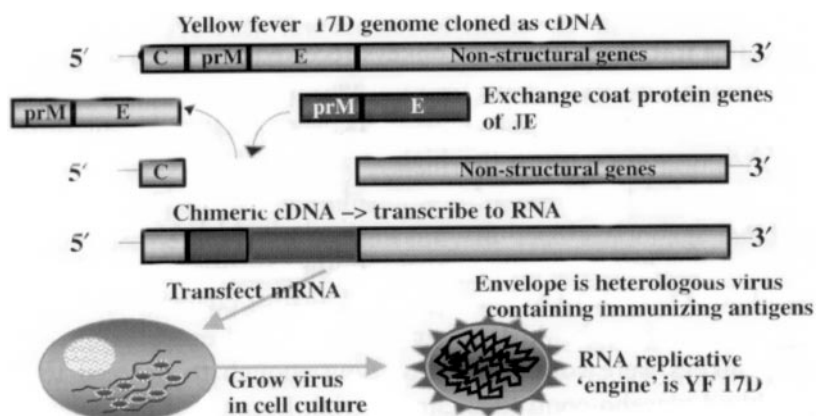 Yellow fever 17D genome cloned as cDNA
5′ C prM E Non-structural genes 3′
prM E
prM E
Exchange coat protein genes
of JE
5′ C Non-structural genes 3′
Chimeric cDNA –> transcribe to RNA
5′ 3′
Transfect mRNA
Envelope is heterologous virus
containing immunizing antigens
Grow virus
in cell culture
RNA replicative
‘engine’ is YF 17D